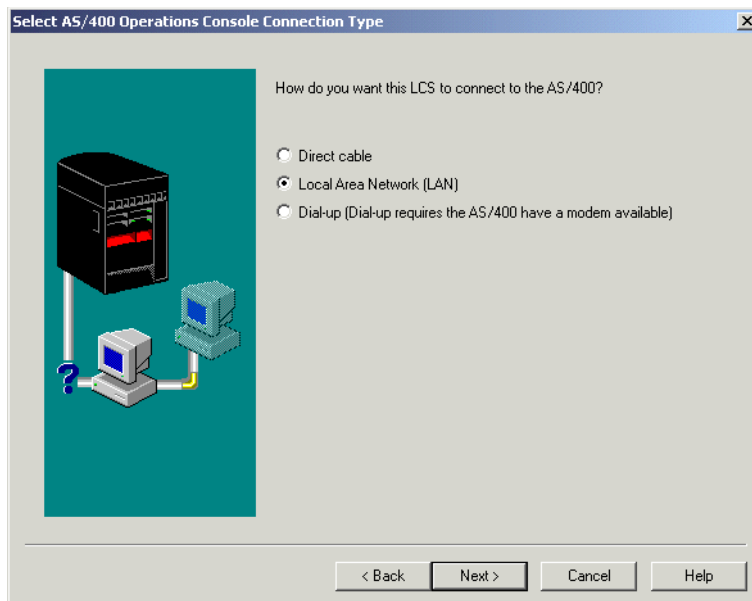 Select AS/400 Operations Console Connection Type
How do you want this LCS to connect to the AS/400?
Direct cable
Local Area Network (LAN)
Dial-up (Dial-up requires the AS/400 have a modem available)
?
< Back Next > Cancel Help